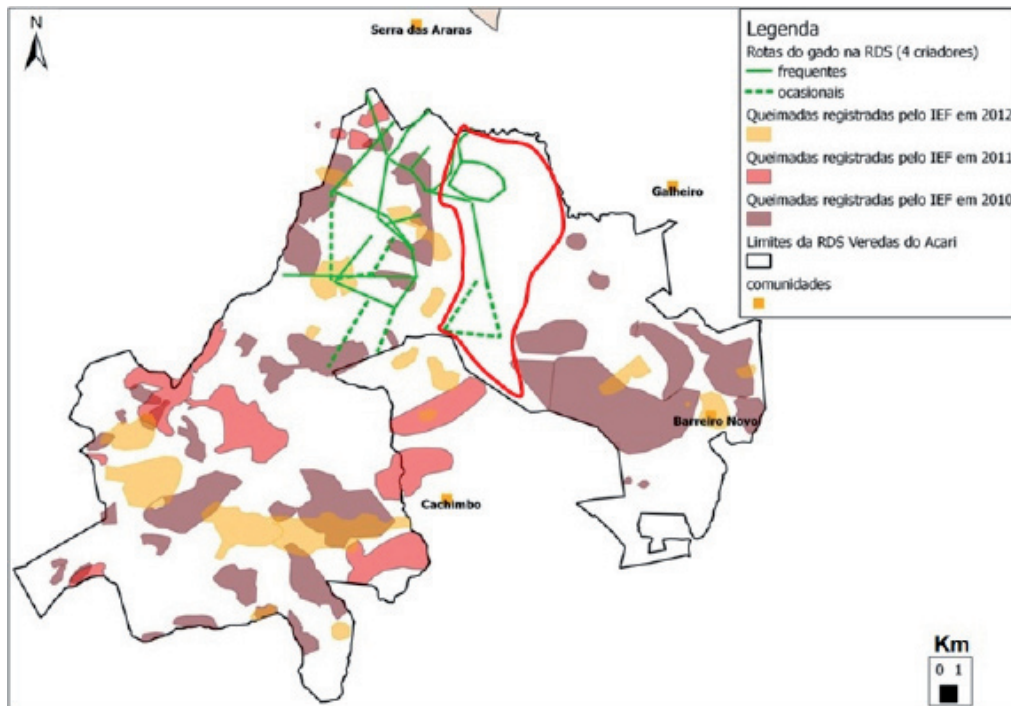 N
Serra das Araras
Galheiro
Barreiro Novo
Cachimbo
Legenda
Rotas do gado na RDS (4 criadores)
frequentes
ocasionais
Queimadas registradas pelo IEF em 2012
Queimadas registradas pelo IEF em 2011
Queimadas registradas pelo IEF em 2010
Limites da RDS Veredas do Acari
comunidades
Km
0 1